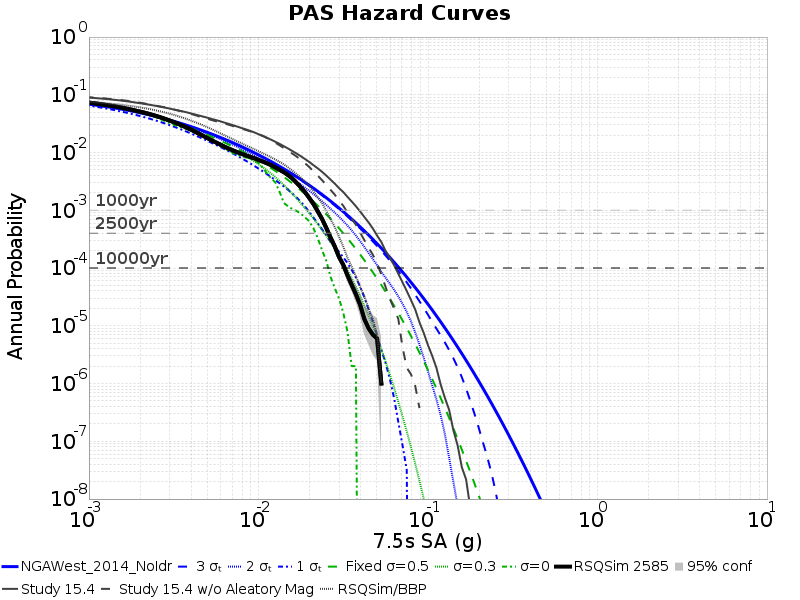 PAS Hazard Curves
Annual Probability
10^0
10^-1
10^-2
10^-3
10^-4
10^-5
10^-6
10^-7
10^-8
1000yr
2500yr
10000yr
10^-3 10^-2 10^-1 10^0 10^1
7.5s SA (g)
NGAWest_2014_NoIdr 3 σₜ 2 σₜ 1 σₜ Fixed σ=0.5 σ=0.3 σ=0 RSQSim 2585 95% conf
Study 15.4 Study 15.4 w/o Aleatory Mag RSQSim/BBP